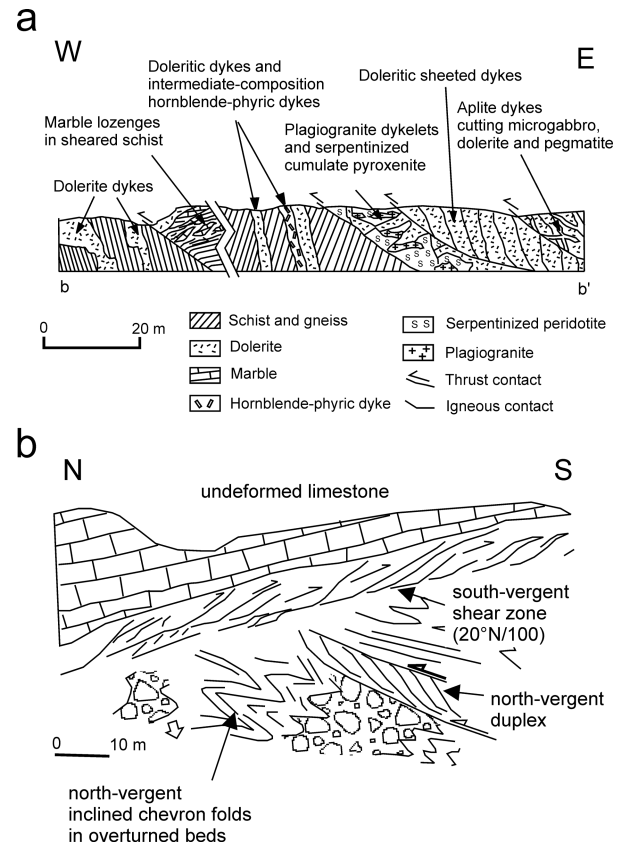 a
W
E
Doleritic dykes and
intermediate-composition
hornblende-phyric dykes
Doleritic sheeted dykes
Marble lozenges
in sheared schist
Plagiogranite dykelets
and serpentinized
cumulate pyroxenite
Aplite dykes
cutting microgabbro,
dolerite and pegmatite
Dolerite dykes
b
b'
0
20 m
Schist and gneiss
Dolerite
Marble
Hornblende-phyric dyke
S S
Serpentinized peridotite
Plagiogranite
Thrust contact
Igneous contact
b
N
S
undeformed limestone
south-vergent
shear zone
(20°N/100)
north-vergent
duplex
0
10 m
north-vergent
inclined chevron folds
in overturned beds